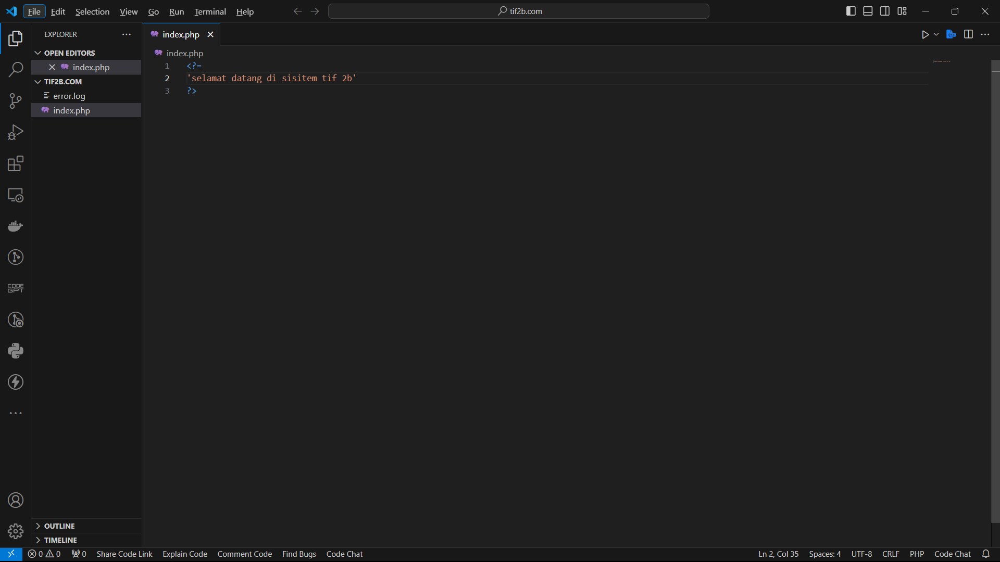 File Edit Selection View Go Run Terminal Help
tif2b.com
EXPLORER
index.php
OPEN EDITORS
index.php
TIF2B.COM
error.log
index.php
index.php
1 <?=
2 'selamat datang di sisitem tif 2b'
3 ?>
CODE
GPT
OUTLINE
TIMELINE
0 0 0 Share Code Link Explain Code Comment Code Find Bugs Code Chat
Ln 2, Col 35 Spaces: 4 UTF-8 CRLF PHP Code Chat